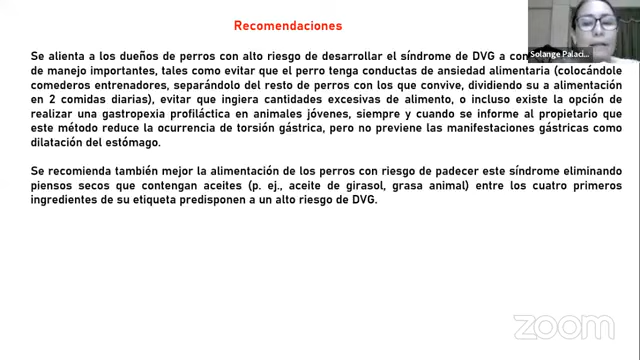 Recomendaciones
Solange Palaci...
Se alienta a los dueños de perros con alto riesgo de desarrollar el síndrome de DVG a
de manejo importantes, tales como evitar que el perro tenga conductas de ansiedad alimentaria (colocándole
comederos entrenadores, separándolo del resto de perros con los que convive, dividiendo su a alimentación
en 2 comidas diarias), evitar que ingiera cantidades excesivas de alimento, o incluso existe la opción de
realizar una gastropexia profiláctica en animales jóvenes, siempre y cuando se informe al propietario que
este método reduce la ocurrencia de torsión gástrica, pero no previene las manifestaciones gástricas como
dilatación del estómago.
Se recomienda también mejor la alimentación de los perros con riesgo de padecer este síndrome eliminando
piensos secos que contengan aceites (p. ej., aceite de girasol, grasa animal) entre los cuatro primeros
ingredientes de su etiqueta predisponen a un alto riesgo de DVG.
zoom